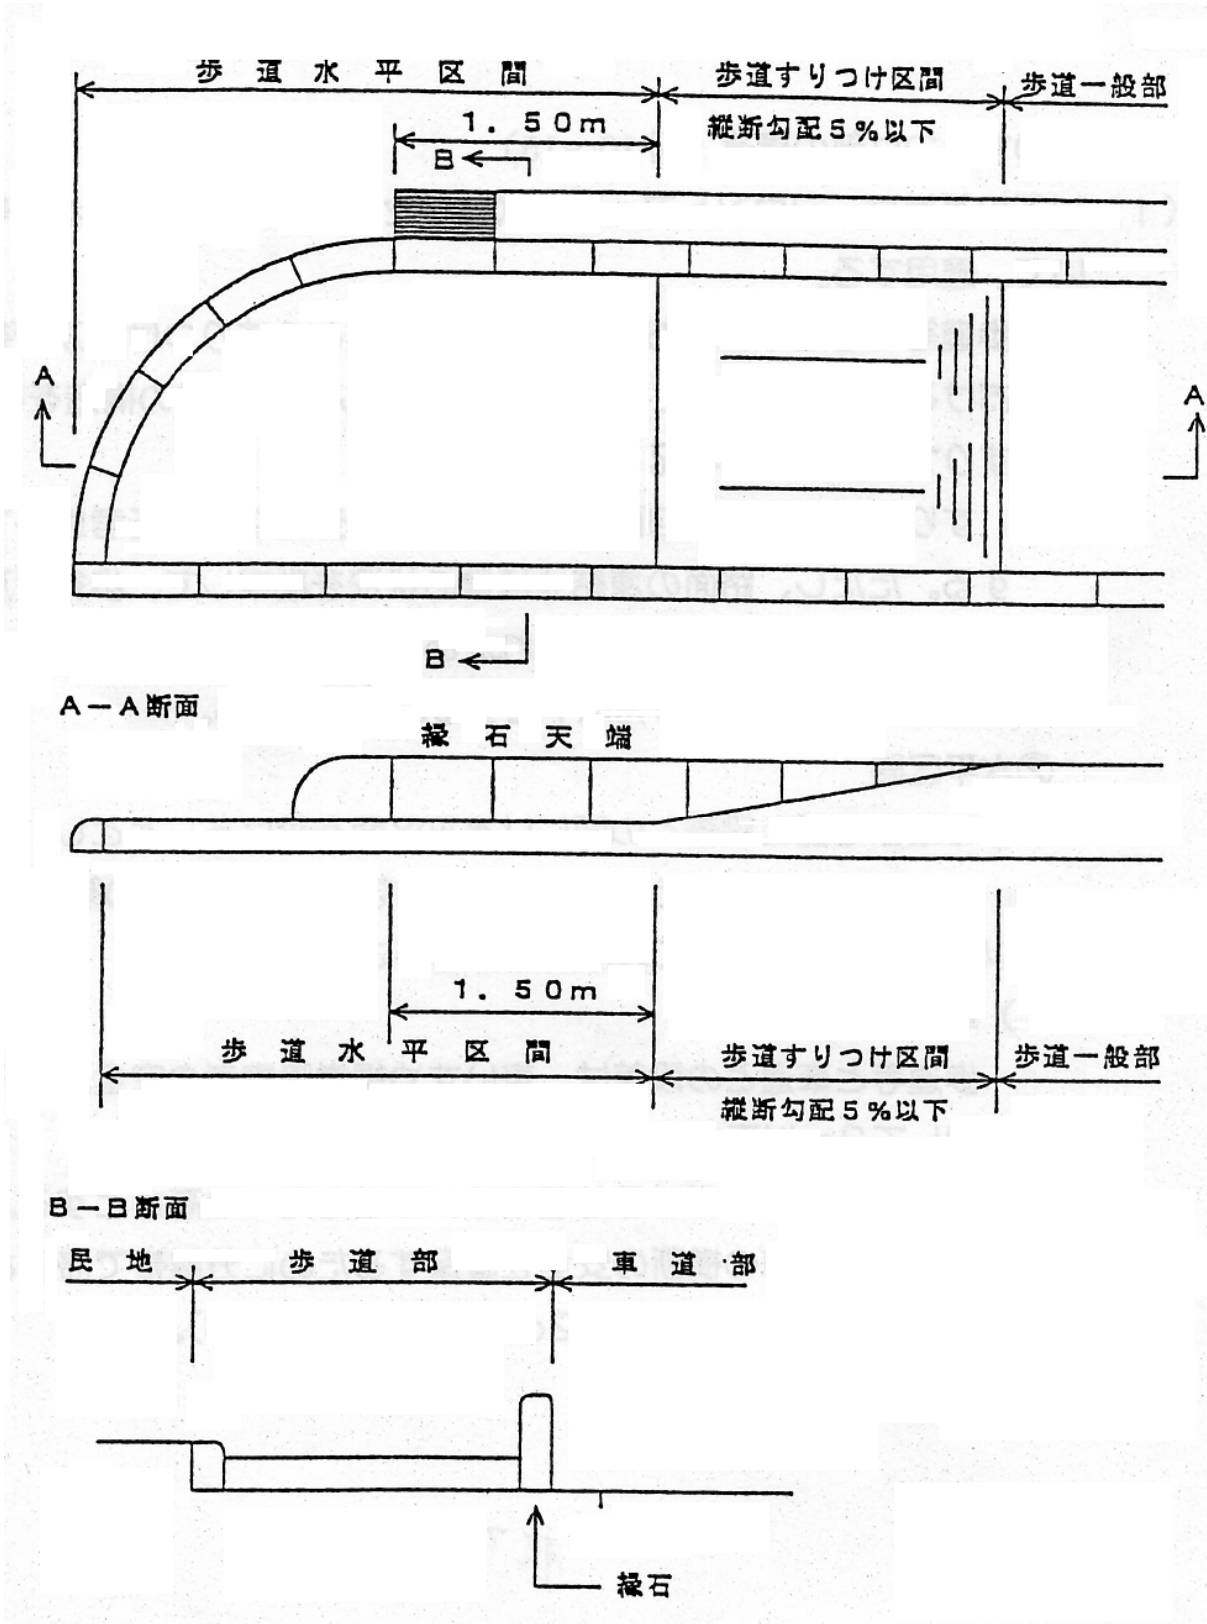 歩道水平区間
歩道すりつけ区間
歩道一般部
1.50m
縦断勾配5%以下
B
A
A
B
A-A断面
縁石天端
1.50m
歩道水平区間
歩道すりつけ区間
歩道一般部
縦断勾配5%以下
B-B断面
民地
歩道部
車道部
縁石